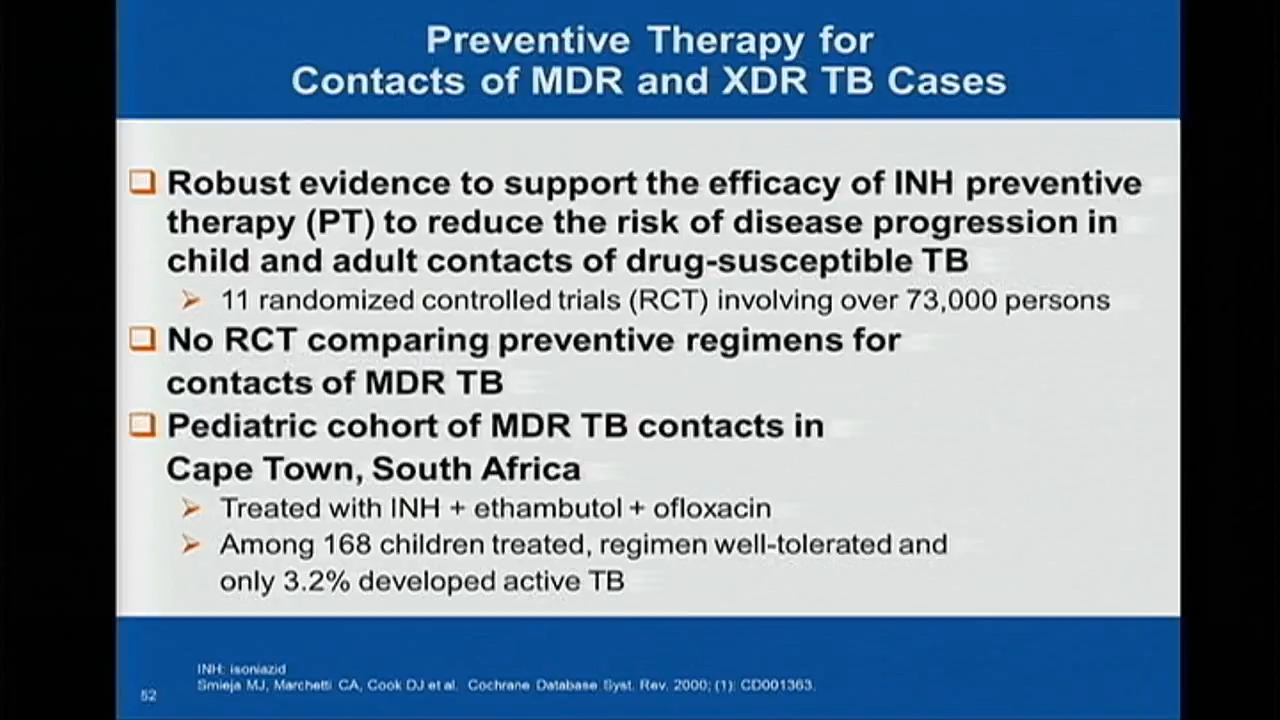 Preventive Therapy for
Contacts of MDR and XDR TB Cases
Robust evidence to support the efficacy of INH preventive
therapy (PT) to reduce the risk of disease progression in
child and adult contacts of drug-susceptible TB
11 randomized controlled trials (RCT) involving over 73,000 persons
No RCT comparing preventive regimens for
contacts of MDR TB
Pediatric cohort of MDR TB contacts in
Cape Town, South Africa
Treated with INH + ethambutol + ofloxacin
Among 168 children treated, regimen well-tolerated and
only 3.2% developed active TB
INH: isoniazid
Smieja MJ, Marchetti CA, Cook DJ et al. Cochrane Database Syst. Rev. 2000; (1): CD001363.
52